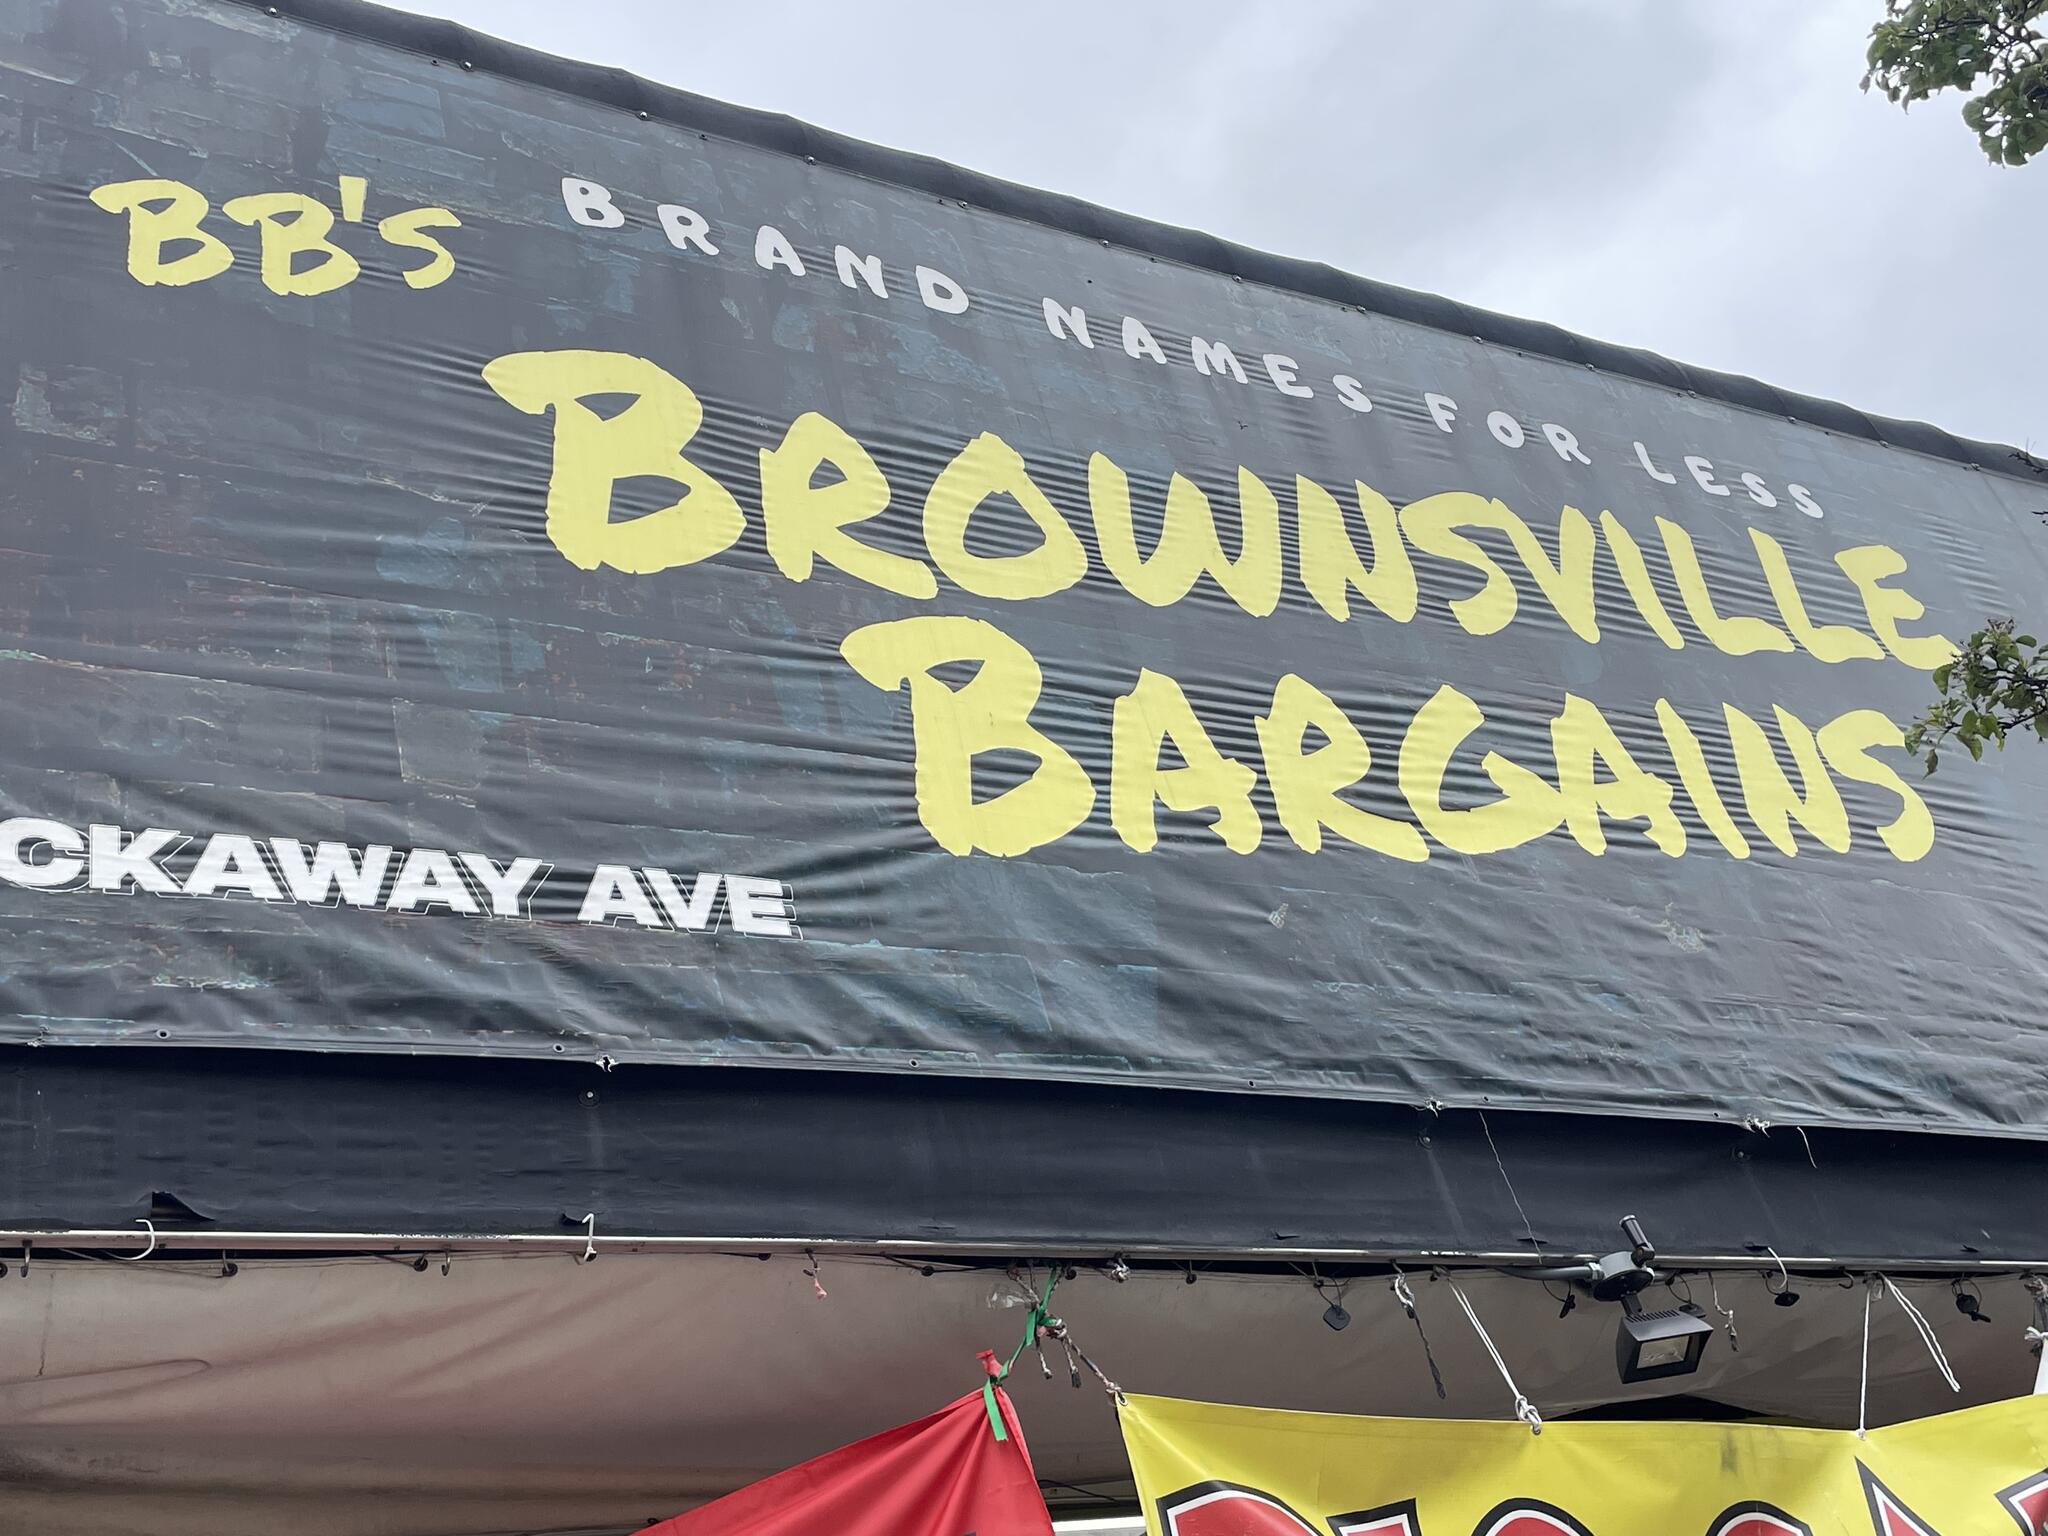 BB'S
BRAND NAMES FOR LESS
BROWNSVILLE
BARGAINS
CKAWAY AVE